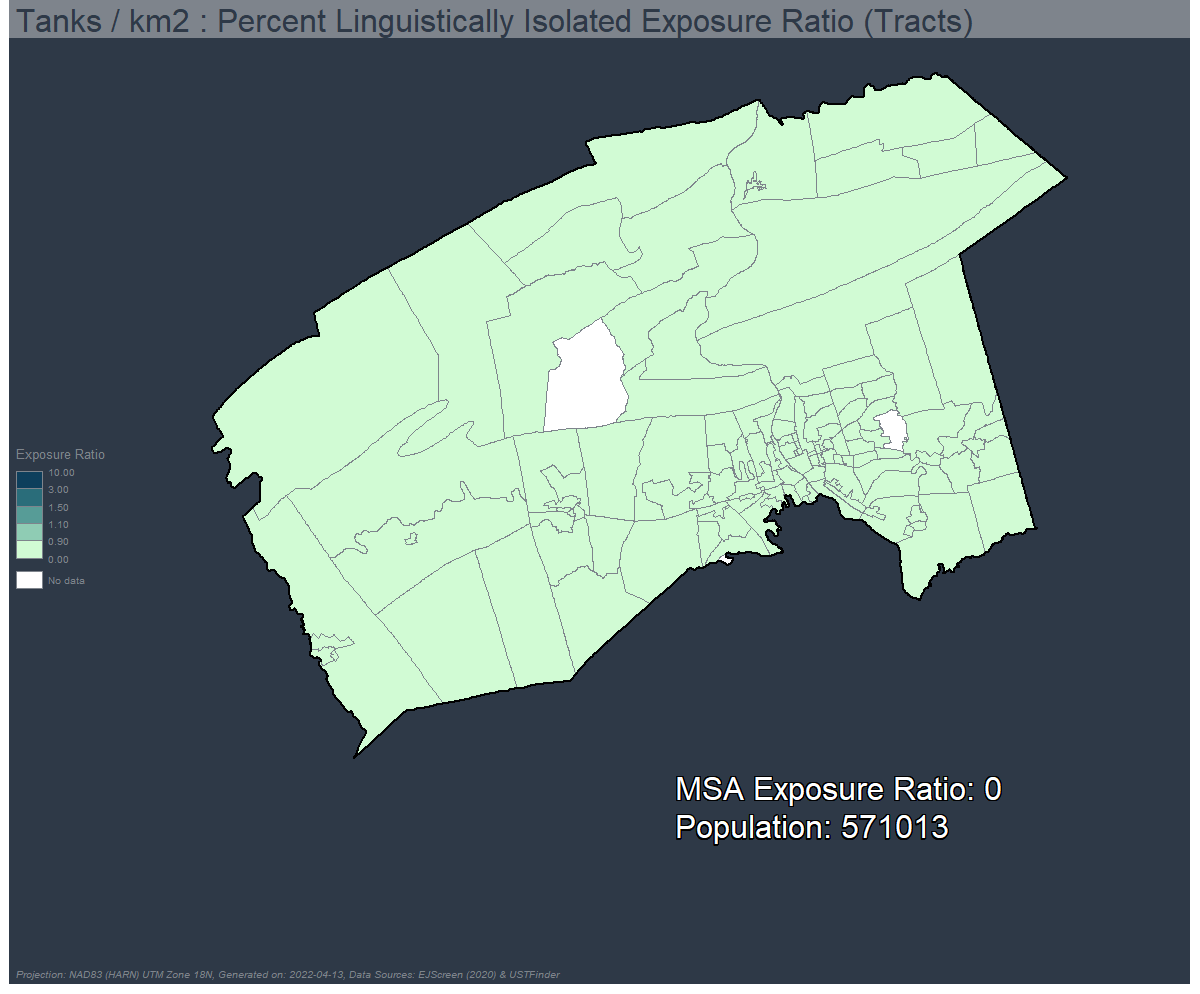 Tanks / km2 : Percent Linguistically Isolated Exposure Ratio (Tracts)
Exposure Ratio
10.00
3.00
1.50
1.10
0.90
0.00
No data
MSA Exposure Ratio: 0
Population: 571013
Projection: NAD83 (HARN) UTM Zone 18N, Generated on: 2022-04-13, Data Sources: EJScreen (2020) & USTFinder